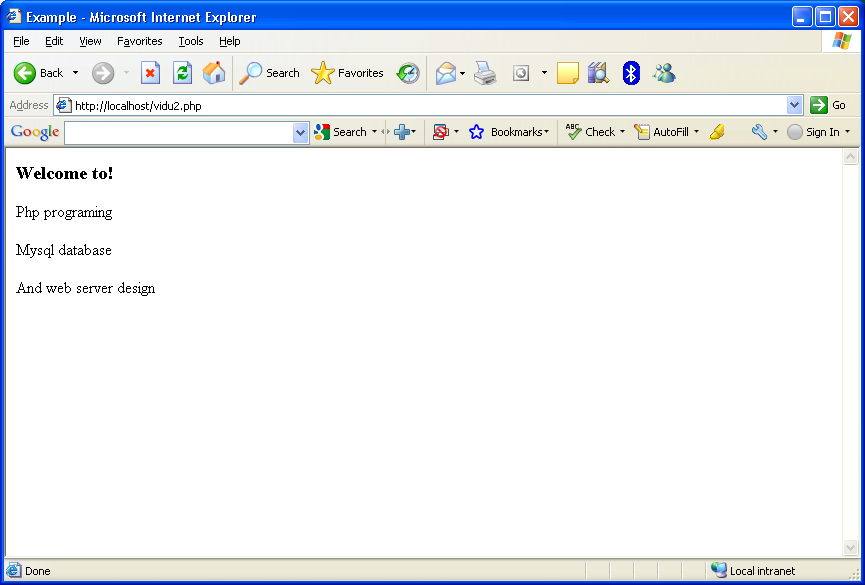 Example - Microsoft Internet Explorer
File Edit View Favorites Tools Help
Back Search Favorites
Address http://localhost/vidu2.php Go
Google Search Bookmarks ABC Check AutoFill Sign In
Welcome to!
Php programing
Mysql database
And web server design
Done Local intranet